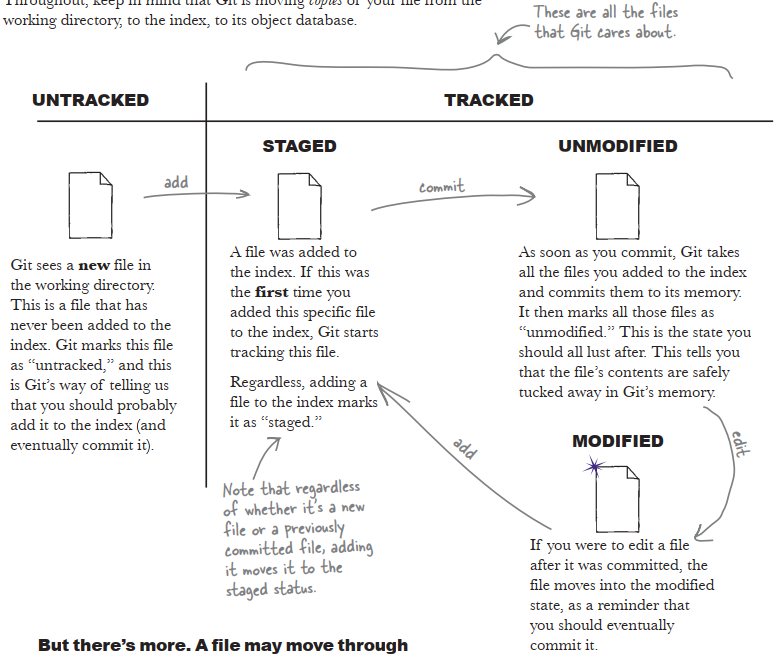 Throughout, keep in mind that Git is moving copies of your file from the
working directory, to the index, to its object database.
These are all the files
that Git cares about.
UNTRACKED
TRACKED
STAGED
UNMODIFIED
add
commit
Git sees a new file in
the working directory.
This is a file that has
never been added to the
index. Git marks this file
as “untracked,” and this
is Git’s way of telling us
that you should probably
add it to the index (and
eventually commit it).
A file was added to
the index. If this was
the first time you
added this specific file
to the index, Git starts
tracking this file.
Regardless, adding a
file to the index marks
it as “staged.”
As soon as you commit, Git takes
all the files you added to the index
and commits them to its memory.
It then marks all those files as
“unmodified.” This is the state you
should all lust after. This tells you
that the file’s contents are safely
tucked away in Git’s memory.
edit
add
MODIFIED
Note that regardless
of whether it’s a new
file or a previously
committed file, adding
it moves it to the
staged status.
If you were to edit a file
after it was committed, the
file moves into the modified
state, as a reminder that
you should eventually
commit it.
But there’s more. A file may move through